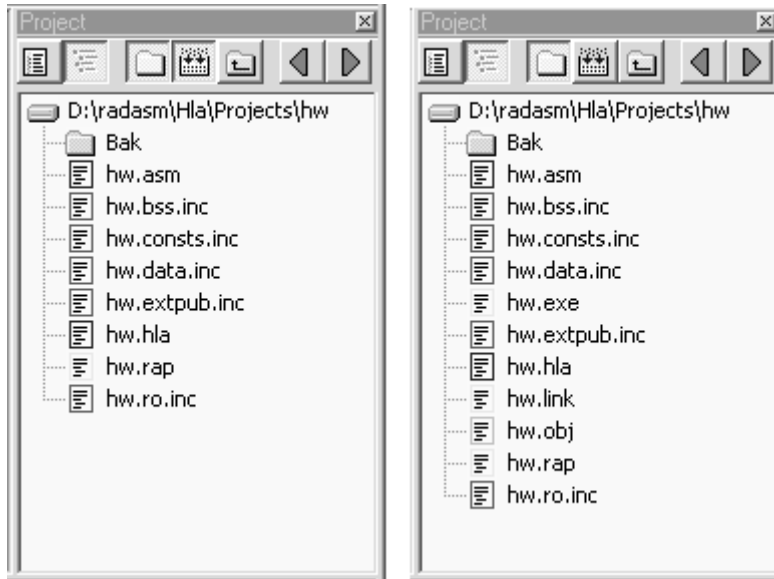 Project
D:\radasm\Hla\Projects\hw
Bak
hw.asm
hw.bss.inc
hw.consts.inc
hw.data.inc
hw.extpub.inc
hw.hla
hw.rap
hw.ro.inc
Project
D:\radasm\Hla\Projects\hw
Bak
hw.asm
hw.bss.inc
hw.consts.inc
hw.data.inc
hw.exe
hw.extpub.inc
hw.hla
hw.link
hw.obj
hw.rap
hw.ro.inc